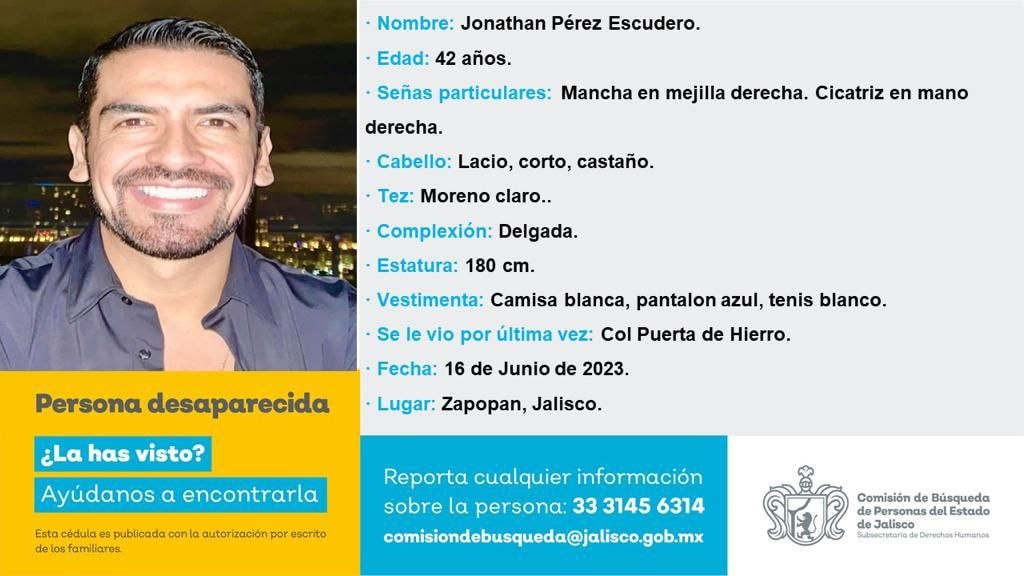 · Nombre: Jonathan Pérez Escudero.
· Edad: 42 años.
· Señas particulares: Mancha en mejilla derecha. Cicatriz en mano
derecha.
· Cabello: Lacio, corto, castaño.
· Tez: Moreno claro..
· Complexión: Delgada.
· Estatura: 180 cm.
· Vestimenta: Camisa blanca, pantalon azul, tenis blanco.
· Se le vio por última vez: Col Puerta de Hierro.
· Fecha: 16 de Junio de 2023.
· Lugar: Zapopan, Jalisco.
Persona desaparecida
¿La has visto?
Ayúdanos a encontrarla
Esta cédula es publicada con la autorización por escrito
de los familiares.
Reporta cualquier información
sobre la persona: 33 3145 6314
comisiondebusqueda@jalisco.gob.mx
Comisión de Búsqueda
de Personas del Estado
de Jalisco
Subsecretaría de Derechos Humanos